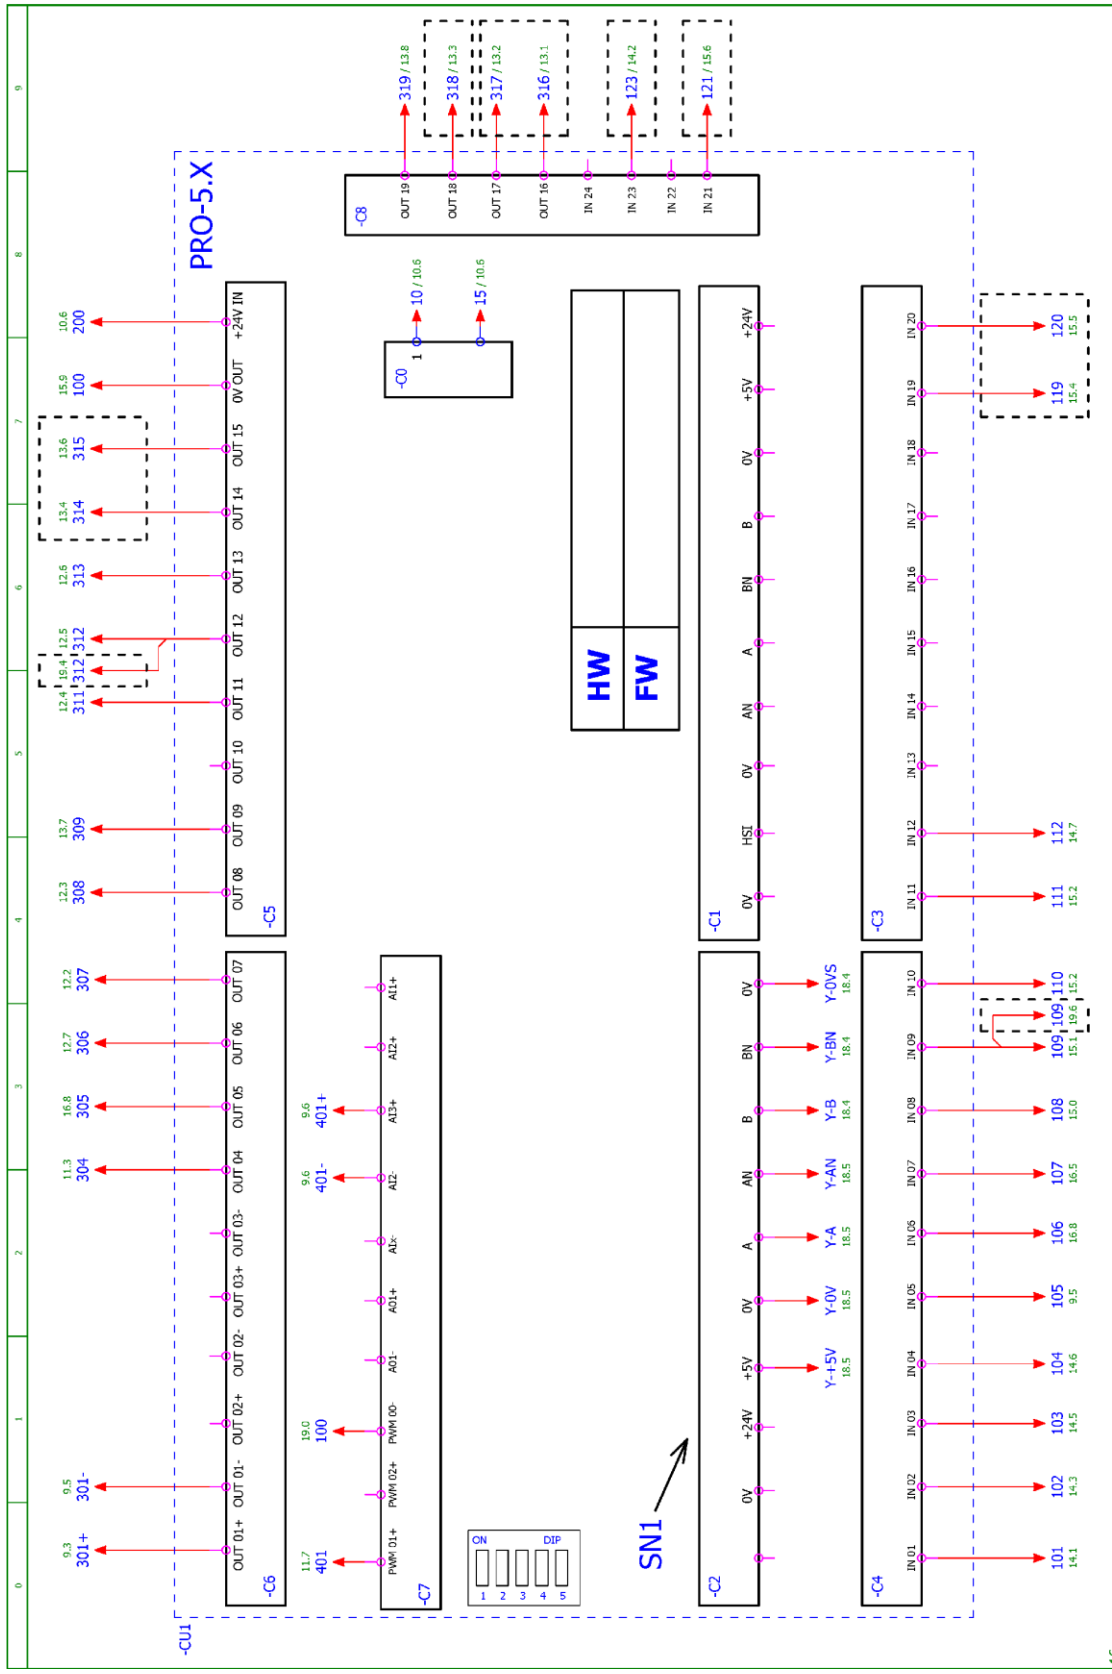 0 1 2 3 4 5 6 7 8 9
-CU1
PRO-5.X
9.3 9.5 11.3 16.8 12.7 12.2 12.3 13.7 12.4 19.4 12.5 12.6 13.4 13.6 15.9 10.6
301+ 301- 304 305 306 307 308 309 311 312 312 313 314 315 100 200
OUT 01+ OUT 01- OUT 02+ OUT 02- OUT 03+ OUT 03- OUT 04 OUT 05 OUT 06 OUT 07
-C6
OUT 08 OUT 09 OUT 10 OUT 11 OUT 12 OUT 13 OUT 14 OUT 15 0V OUT +24V IN
-C5
11.7 19.0 9.6 9.6
401 100 401- 401+
PWM 01+ PWM 02+ PWM 00- AO1- AO1+ AIx- AI2- AI3+ AI2+ AI1+
-C7
-C0
1
10 / 10.6
15 / 10.6
-C8
OUT 19 319 / 13.8
OUT 18 318 / 13.3
OUT 17 317 / 13.2
OUT 16 316 / 13.1
IN 24
IN 23 123 / 14.2
IN 22
IN 21 121 / 15.6
ON DIP
1 2 3 4 5
HW
FW
SN1
-C2
0V +24V +5V 0V A AN B BN 0V
Y-+5V Y-0V Y-A Y-AN Y-B Y-BN Y-0VS
18.5 18.5 18.5 18.5 18.4 18.4 18.4
-C1
0V HSI 0V AN A BN B 0V +5V +24V
-C4
IN 01 IN 02 IN 03 IN 04 IN 05 IN 06 IN 07 IN 08 IN 09 IN 10
-C3
IN 11 IN 12 IN 13 IN 14 IN 15 IN 16 IN 17 IN 18 IN 19 IN 20
101 102 103 104 105 106 107 108 109 109 110 111 112 119 120
14.1 14.3 14.5 14.6 9.5 16.8 16.5 15.0 15.1 19.6 15.2 15.2 14.7 15.4 15.5